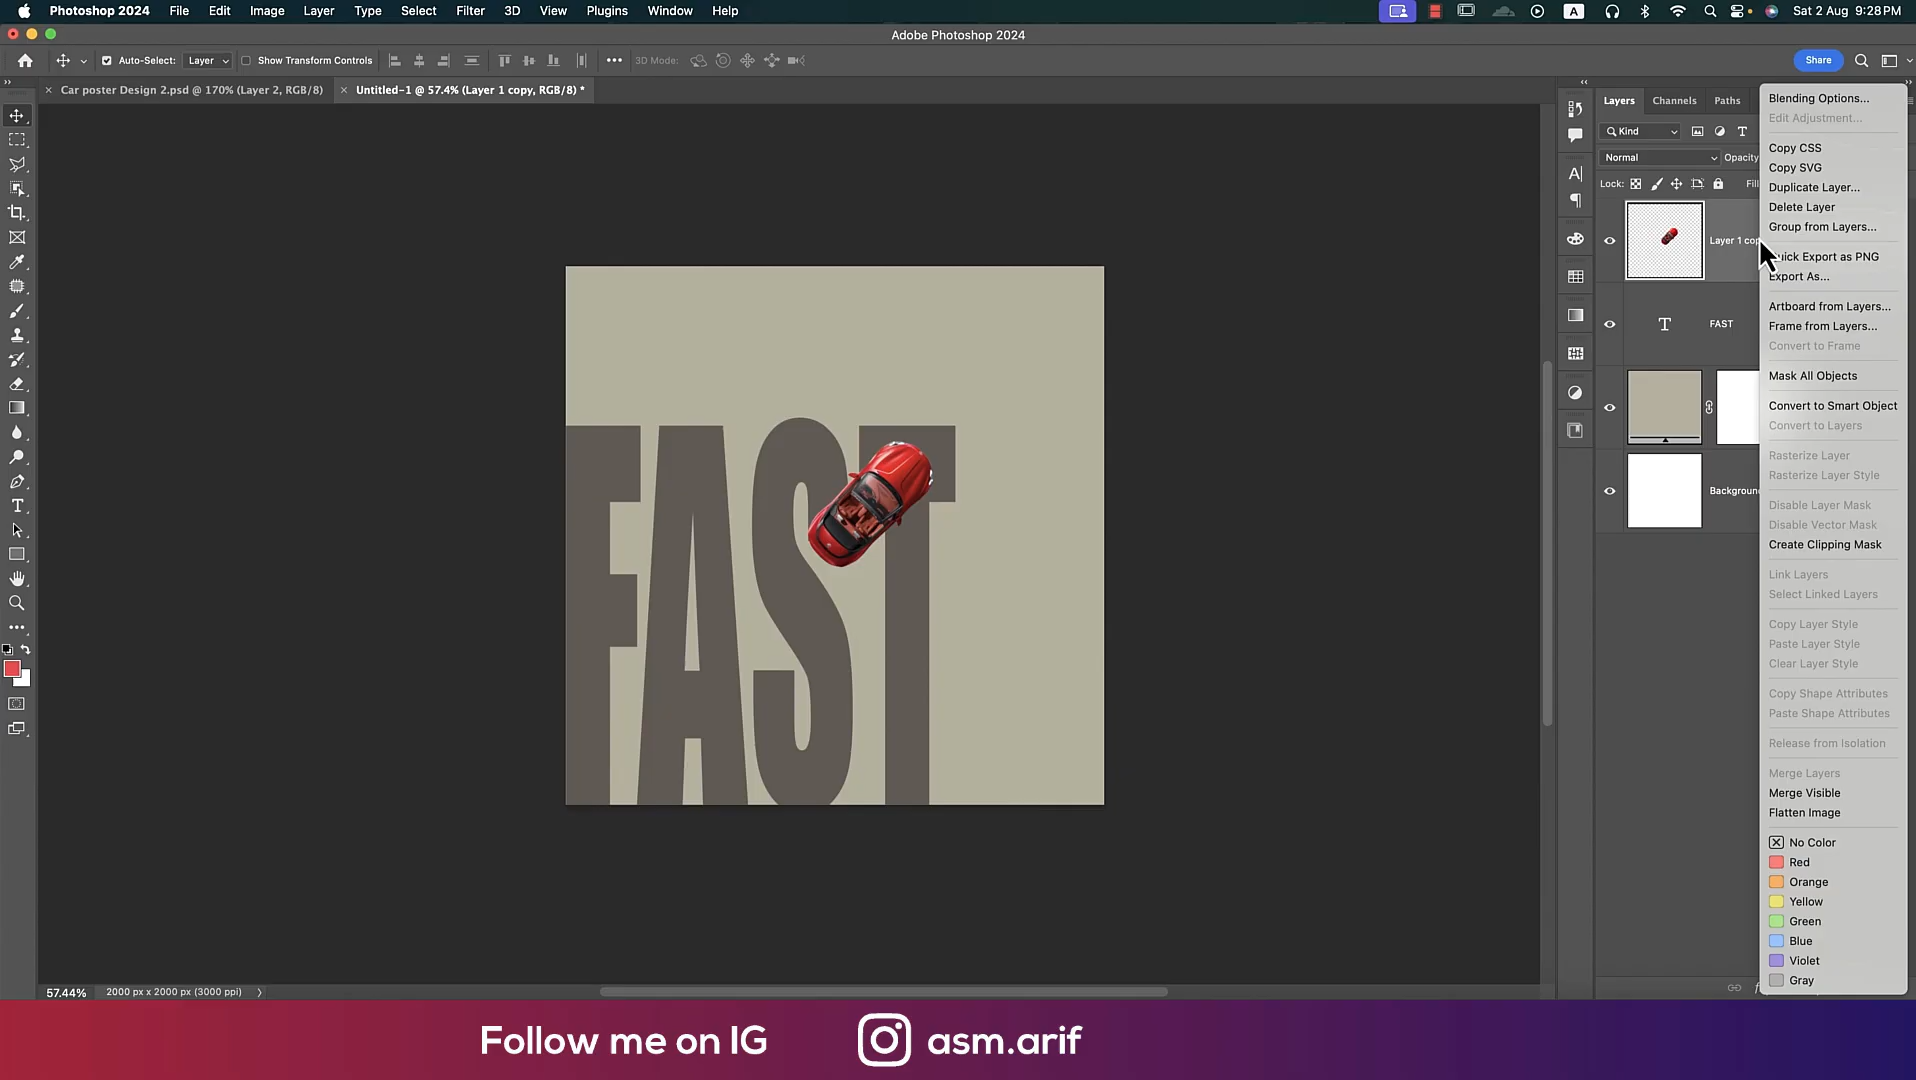 Photoshop 2024 File Edit Image Layer Type Select Filter 3D View Plugins Window Help A Sat 2 Aug 9:28 PM
Adobe Photoshop 2024
Auto-Select: Layer Show Transform Controls 3D Mode: Share
Car poster Design 2.psd @ 170% (Layer 2, RGB/8) Untitled-1 @ 57.4% (Layer 1 copy, RGB/8) *
Layers Channels Paths
Kind
Normal Opacity
Lock: Fill
Layer 1 cop
FAST
Background
Blending Options...
Edit Adjustment...
Copy CSS
Copy SVG
Duplicate Layer...
Delete Layer
Group from Layers...
Quick Export as PNG
Export As...
Artboard from Layers...
Frame from Layers...
Convert to Frame
Mask All Objects
Convert to Smart Object
Convert to Layers
Rasterize Layer
Rasterize Layer Style
Disable Layer Mask
Disable Vector Mask
Create Clipping Mask
Link Layers
Select Linked Layers
Copy Layer Style
Paste Layer Style
Clear Layer Style
Copy Shape Attributes
Paste Shape Attributes
Release from Isolation
Merge Layers
Merge Visible
Flatten Image
No Color
Red
Orange
Yellow
Green
Blue
Violet
Gray
FAST
57.44% 2000 px x 2000 px (3000 ppi)
Follow me on IG asm.arif